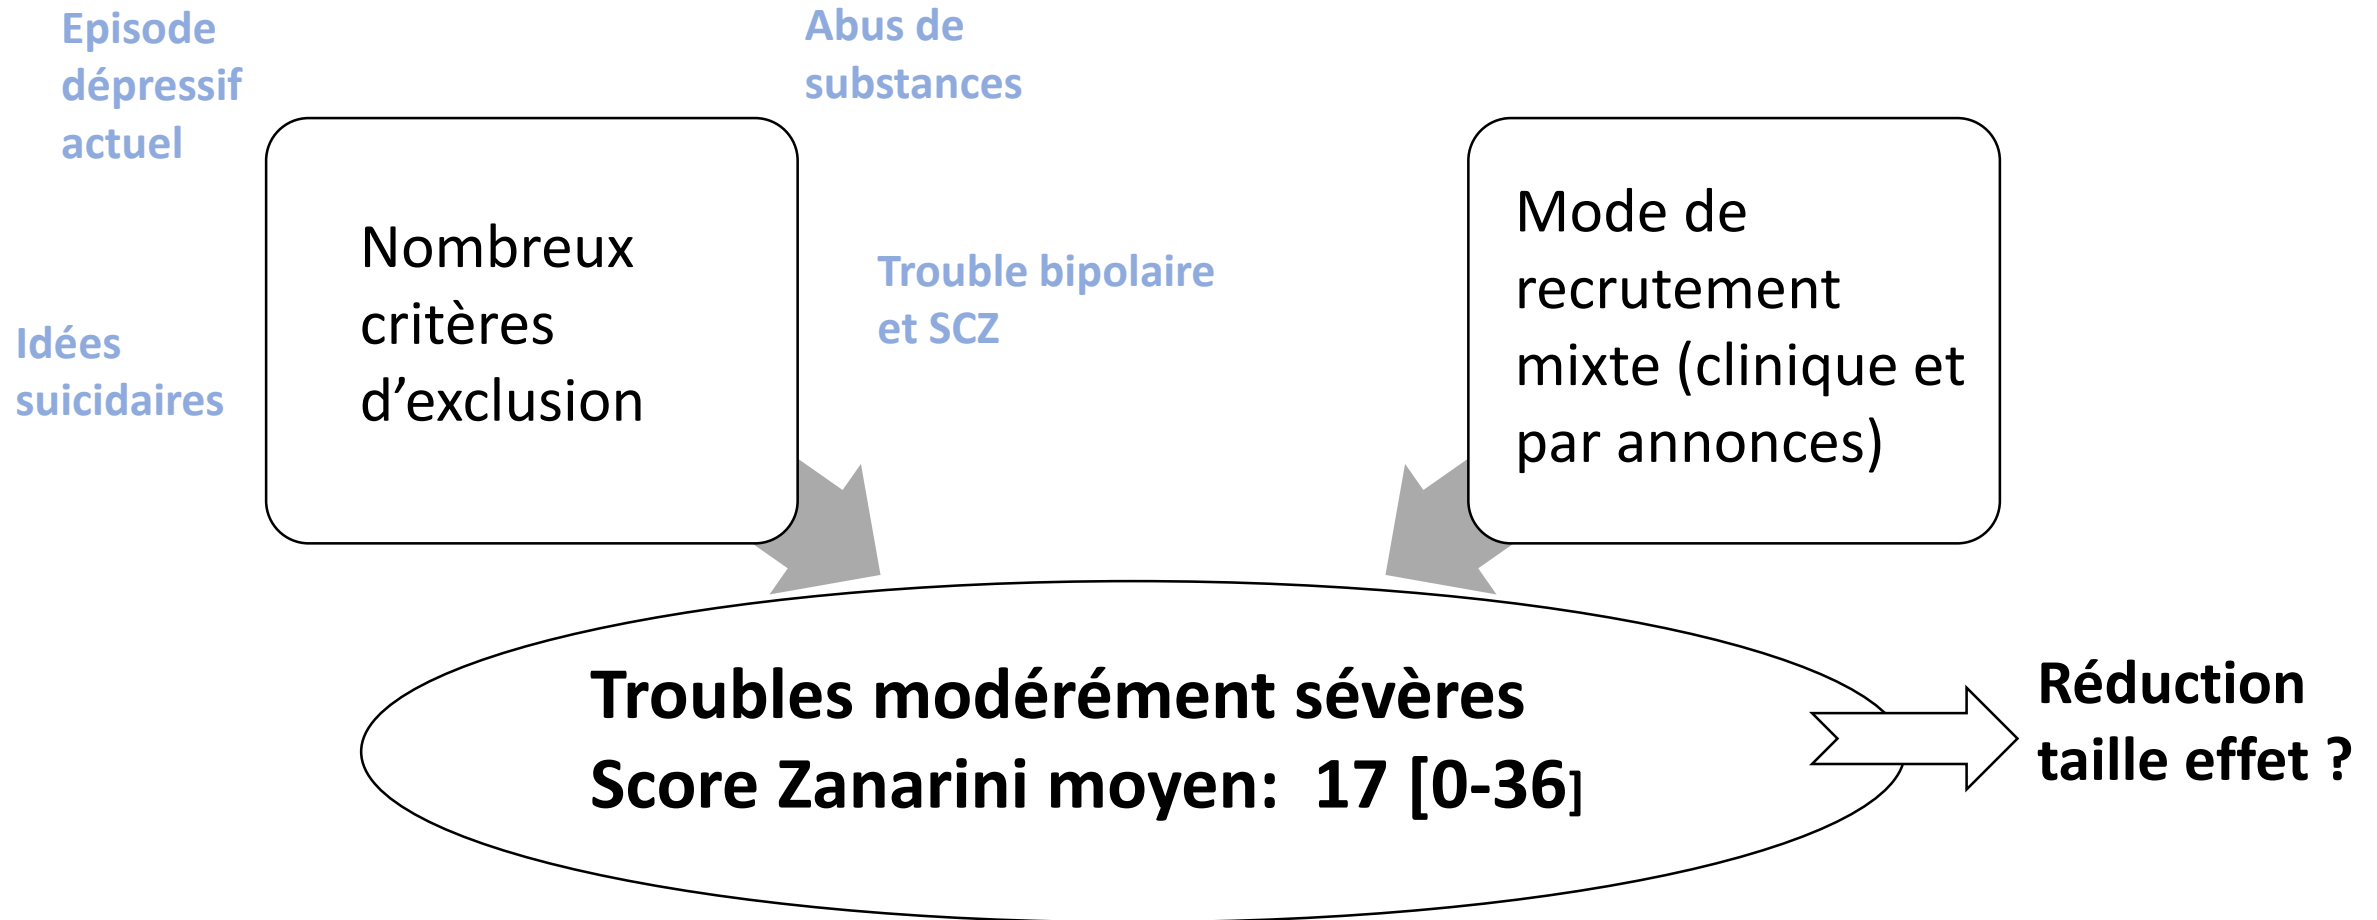 Episode
dépressif
actuel
Abus de
substances
Nombreux
critères
d’exclusion
Idées
suicidaires
Trouble bipolaire
et SCZ
Mode de
recrutement
mixte (clinique et
par annonces)
Troubles modérément sévères
Score Zanarini moyen: 17 [0-36]
Réduction
taille effet ?